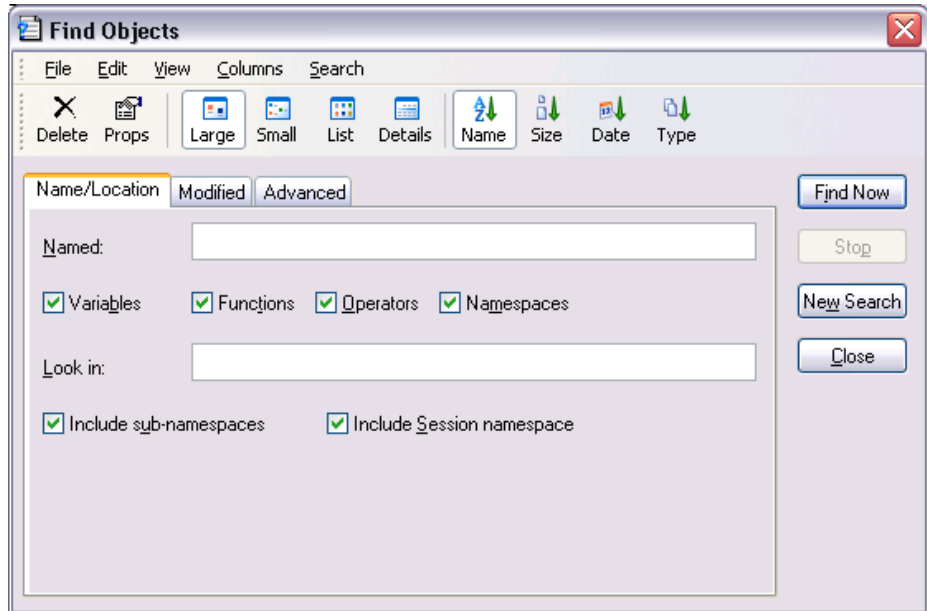 Find Objects
File Edit View Columns Search
Delete Props Large Small List Details Name Size Date Type
Name/Location Modified Advanced
Find Now
Named:
Stop
Variables Functions Operators Namespaces
New Search
Look in:
Close
Include sub-namespaces Include Session namespace